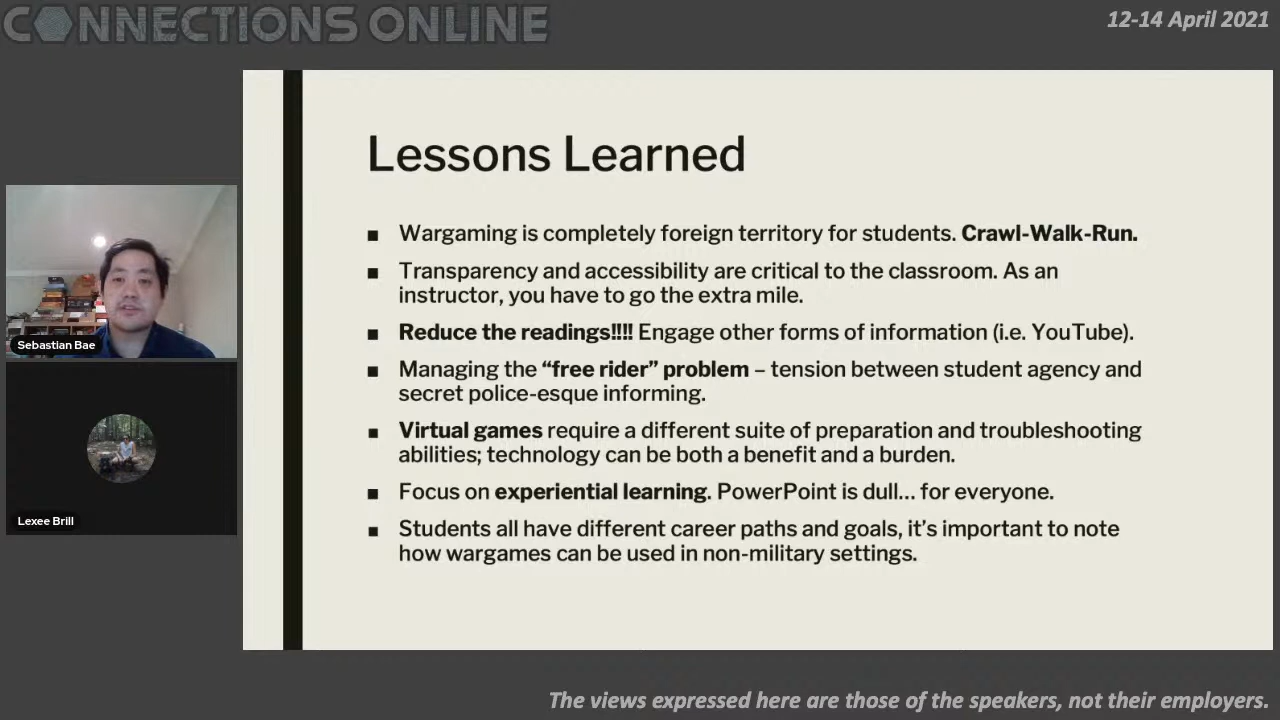 CONNECTIONS ONLINE
12-14 April 2021
Lessons Learned
■ Wargaming is completely foreign territory for students. Crawl-Walk-Run.
■ Transparency and accessibility are critical to the classroom. As an
instructor, you have to go the extra mile.
■ Reduce the readings!!!! Engage other forms of information (i.e. YouTube).
■ Managing the “free rider” problem – tension between student agency and
secret police-esque informing.
■ Virtual games require a different suite of preparation and troubleshooting
abilities; technology can be both a benefit and a burden.
■ Focus on experiential learning. PowerPoint is dull… for everyone.
■ Students all have different career paths and goals, it’s important to note
how wargames can be used in non-military settings.
Sebastian Bae
Lexee Brill
The views expressed here are those of the speakers, not their employers.